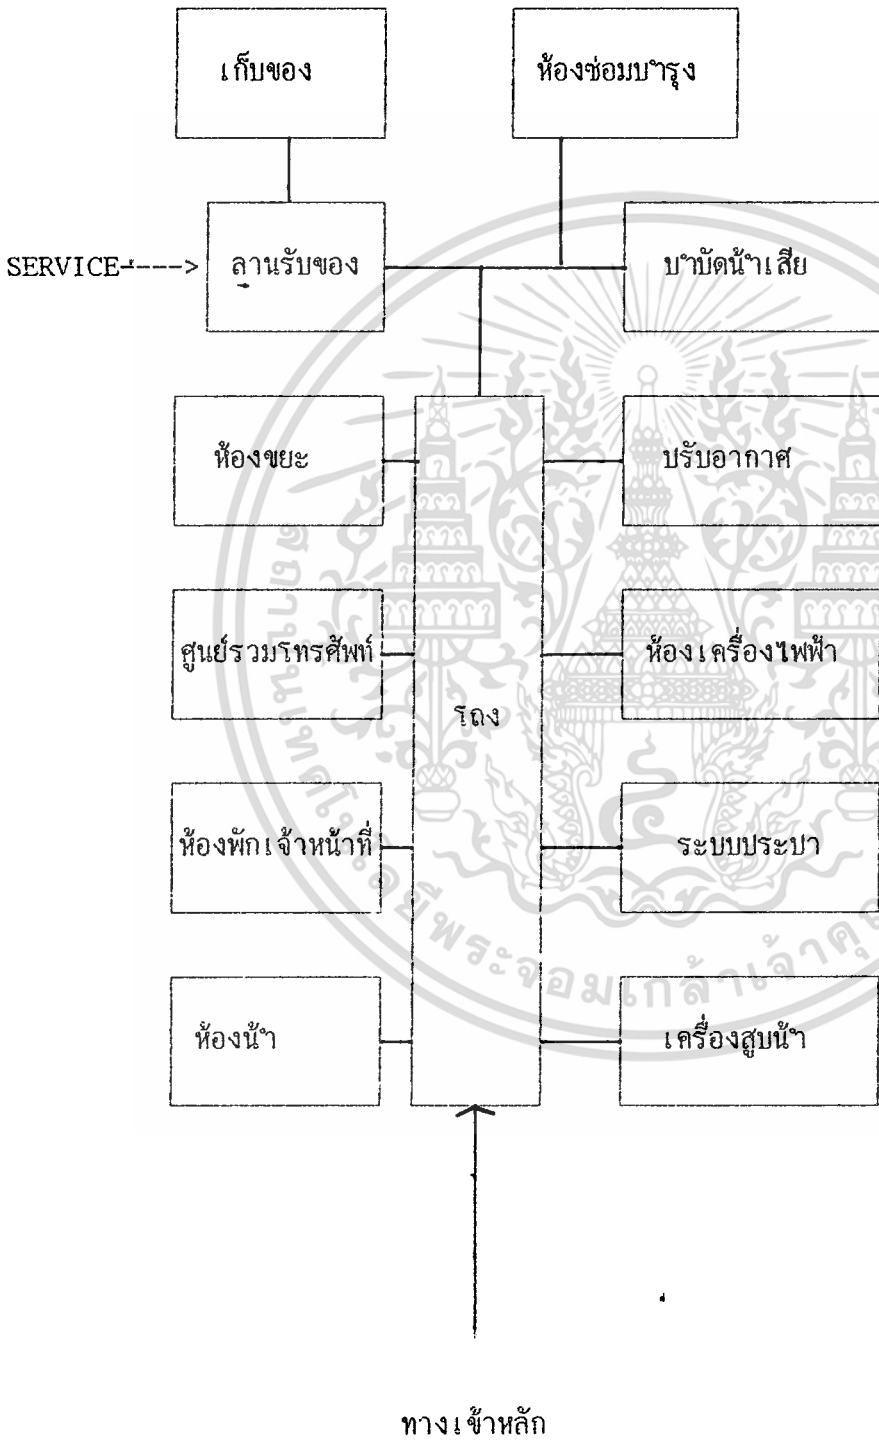 เก็บของ
ห้องซ่อมบำรุง
SERVICE
ลานรับของ
บำบัดน้ำเสีย
ห้องขยะ
ปรับอากาศ
ศูนย์รวมโทรศัพท์
ห้องเครื่องไฟฟ้า
โถง
ห้องพักเจ้าหน้าที่
ระบบประปา
ห้องน้ำ
เครื่องสูบน้ำ
ทางเข้าหลัก